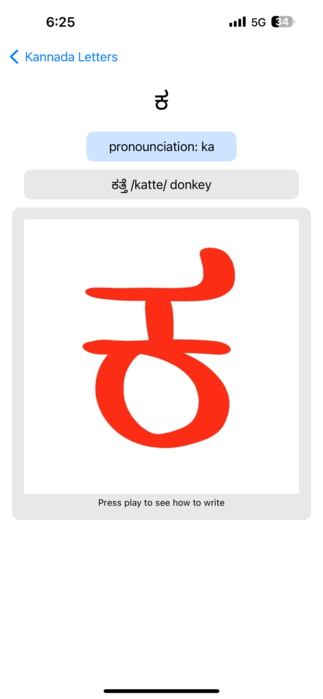 6:25 5G 34
Kannada Letters
ಕ
pronounciation: ka
ಕತ್ತೆ /katte/ donkey
ಕ
Press play to see how to write